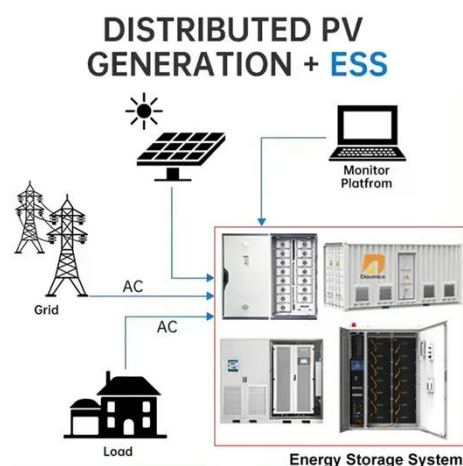 DISTRIBUTED PV
GENERATION + ESS
Monitor
Platfrom
Grid
AC
AC
Load
Energy Storage System